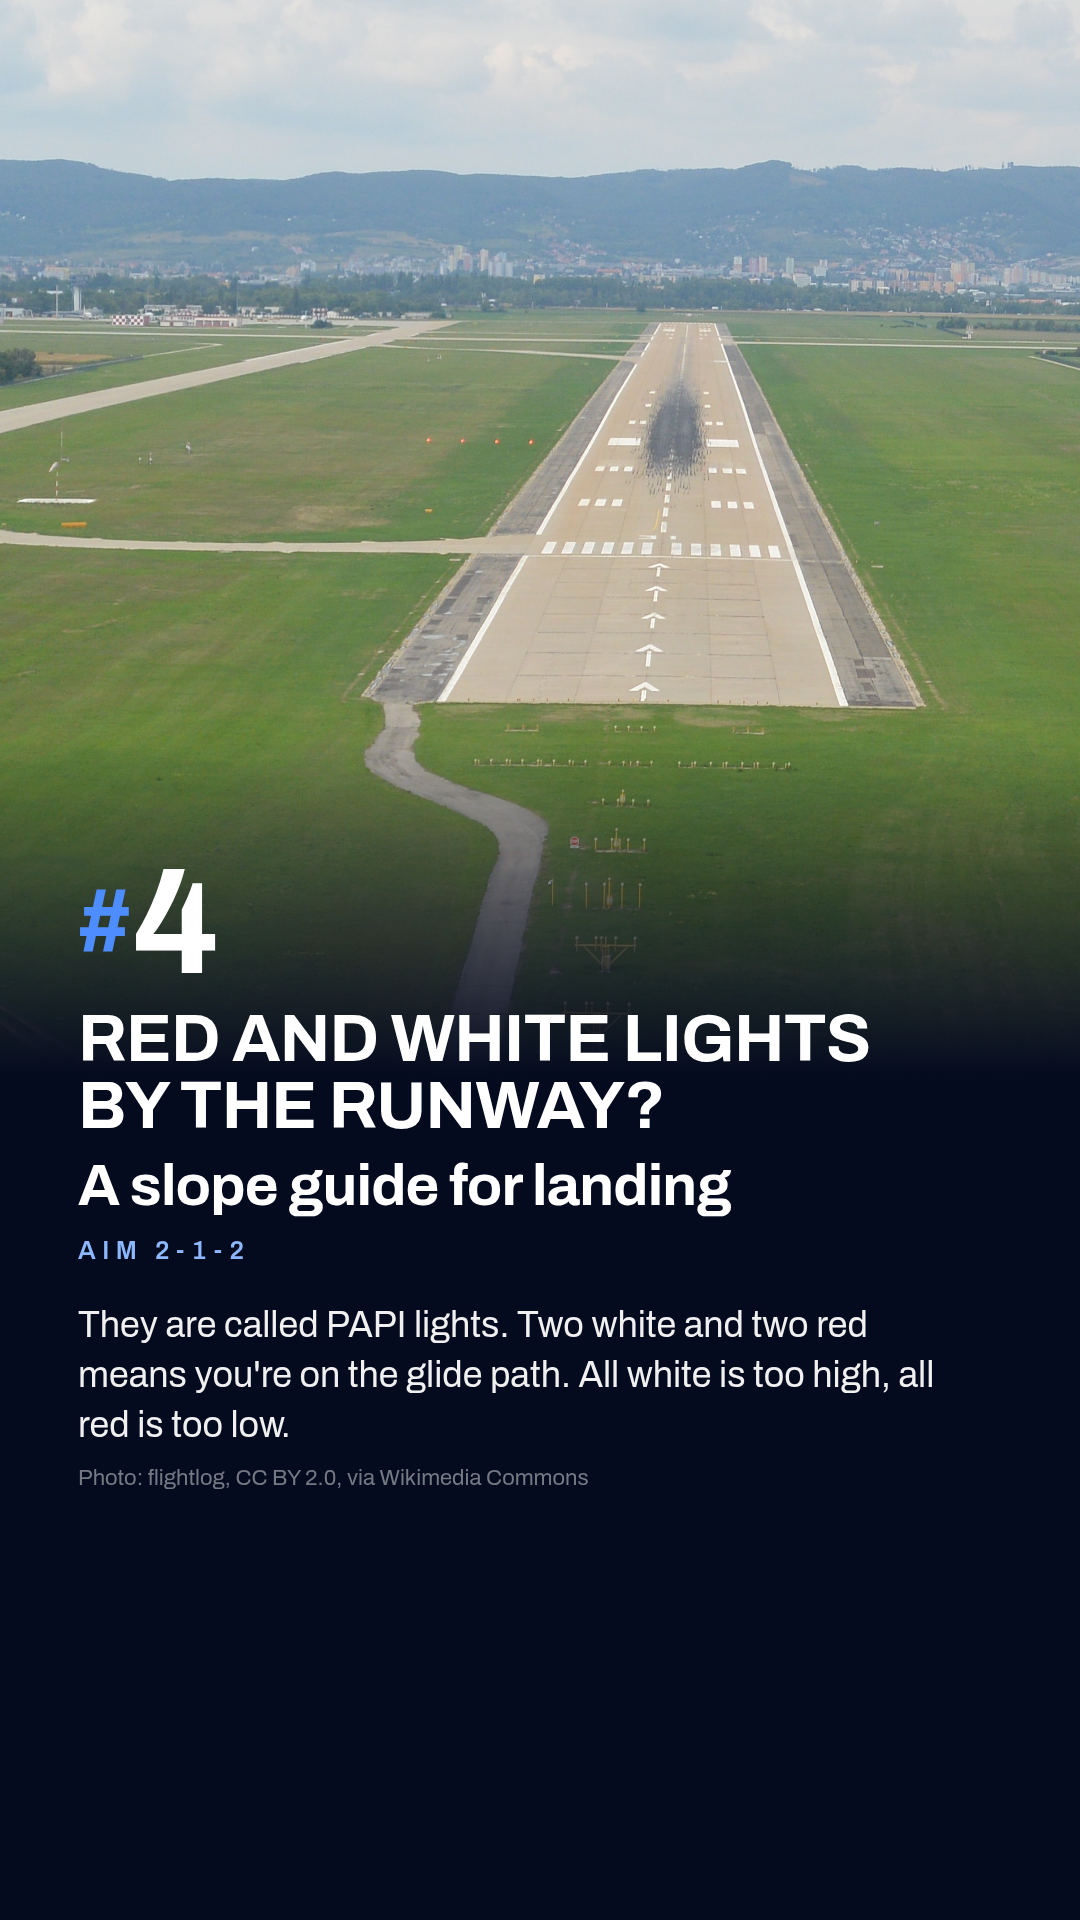 #4
RED AND WHITE LIGHTS
BY THE RUNWAY?
A slope guide for landing
AIM 2-1-2
They are called PAPI lights. Two white and two red
means you're on the glide path. All white is too high, all
red is too low.
Photo: flightlog, CC BY 2.0, via Wikimedia Commons